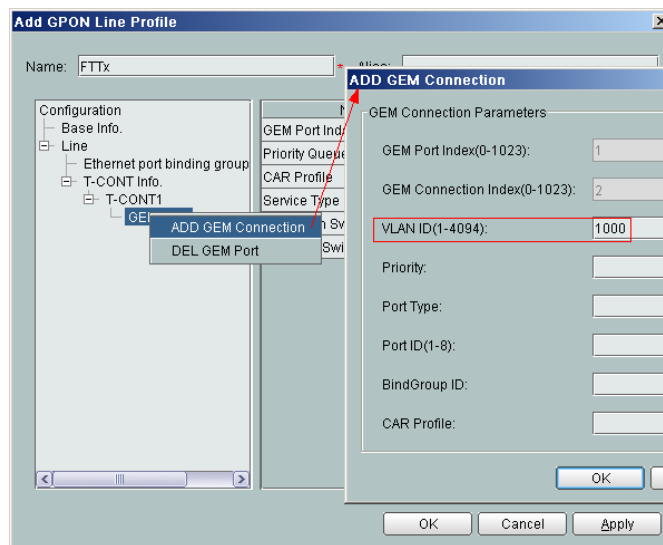 Add GPON Line Profile
Name: FTTx *
Configuration
Base Info.
Line
Ethernet port binding group
T-CONT Info.
T-CONT1
ADD GEM Connection
DEL GEM Port
GEM Port Ind
Priority Queue
CAR Profile
Service Type
ADD GEM Connection
GEM Connection Parameters
GEM Port Index(0-1023): 1
GEM Connection Index(0-1023): 2
VLAN ID(1-4094): 1000
Priority:
Port Type:
Port ID(1-8):
BindGroup ID:
CAR Profile:
OK
OK Cancel Apply